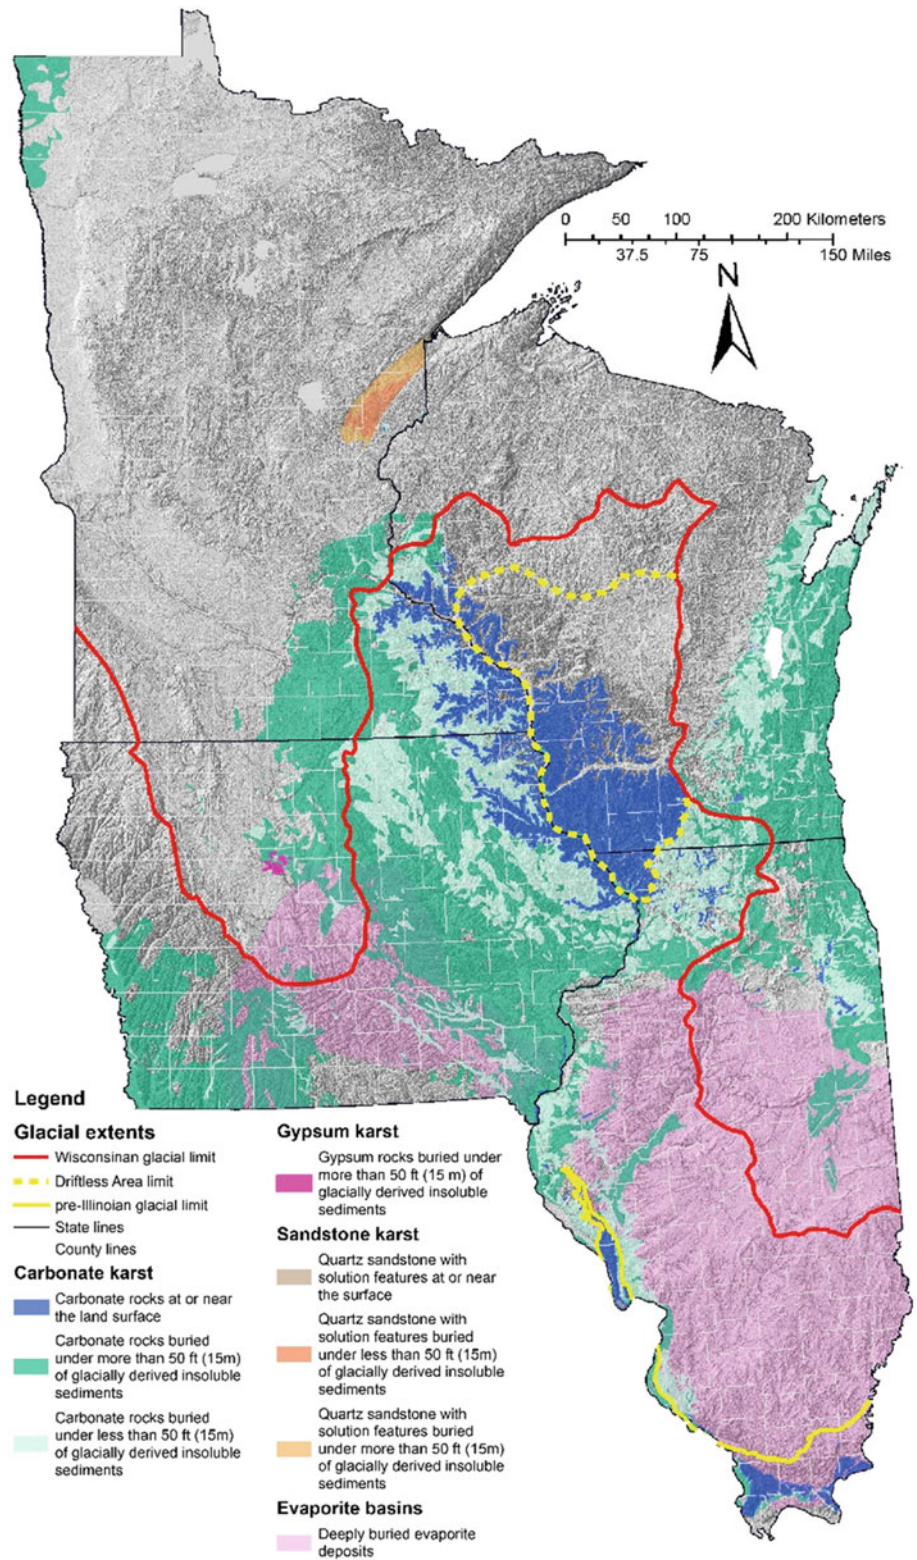 0 50 100 200 Kilometers
37.5 75 150 Miles
N
Legend
Glacial extents
Wisconsinan glacial limit
Driftless Area limit
pre-Illinoian glacial limit
State lines
County lines
Carbonate karst
Carbonate rocks at or near
the land surface
Carbonate rocks buried
under more than 50 ft (15m)
of glacially derived insoluble
sediments
Carbonate rocks buried
under less than 50 ft (15m)
of glacially derived insoluble
sediments
Gypsum karst
Gypsum rocks buried under
more than 50 ft (15 m) of
glacially derived insoluble
sediments
Sandstone karst
Quartz sandstone with
solution features at or near
the surface
Quartz sandstone with
solution features buried
under less than 50 ft (15m)
of glacially derived insoluble
sediments
Quartz sandstone with
solution features buried
under more than 50 ft (15m)
of glacially derived insoluble
sediments
Evaporite basins
Deeply buried evaporite
deposits